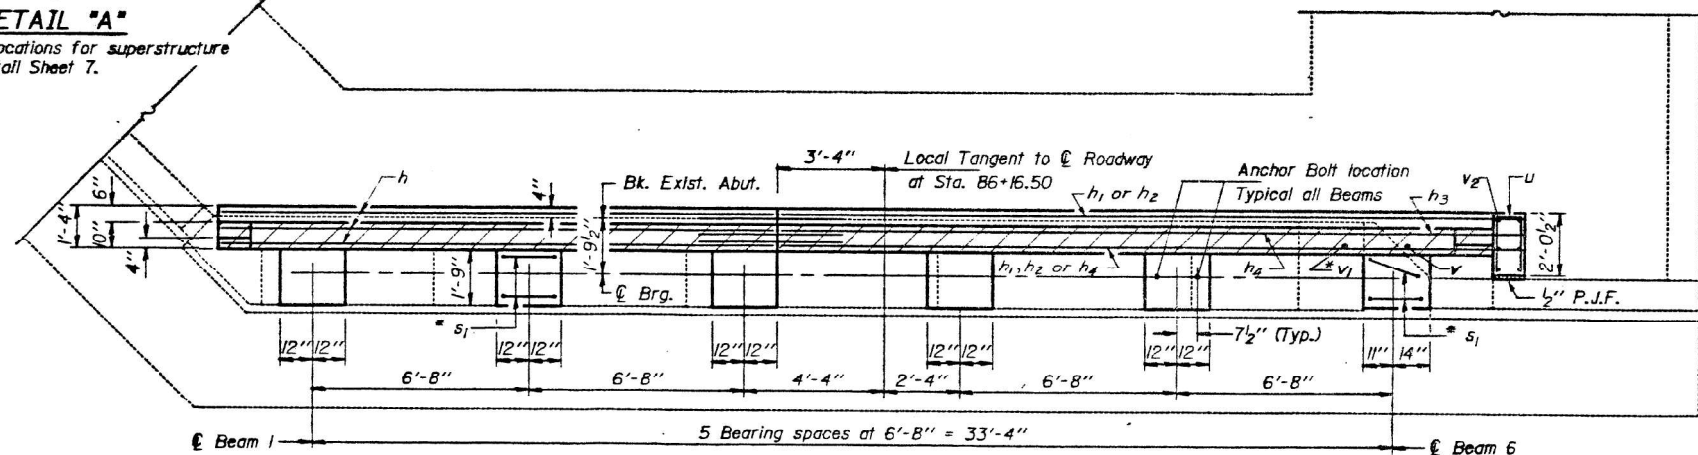 ETAIL "A"
ocations for superstructure
tail Sheet 7.
3'-4"
Local Tangent to ℄ Roadway
at Sta. 86+16.50
Anchor Bolt location
Typical all Beams
Bk. Exist. Abut.
h
4"
6"
1'-4"
10"
4"
h₁ or h₂
h₃
v₂
u
1'-9½"
1'-9"
2'-0½"
h₁, h₂ or h₄
h₄
* v₁
v
½" P.J.F.
℄ Brg.
* s₁
* s₁
7½" (Typ.)
12" 12"
12" 12"
12" 12"
12" 12"
12" 12"
11" 14"
6'-8"
6'-8"
4'-4"
2'-4"
6'-8"
6'-8"
5 Bearing spaces at 6'-8" = 33'-4"
℄ Beam 1
℄ Beam 6